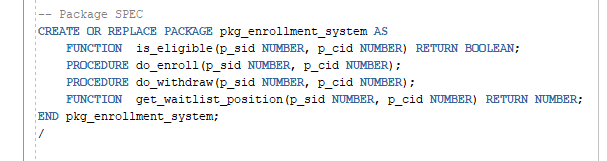 -- Package SPEC
CREATE OR REPLACE PACKAGE pkg_enrollment_system AS
    FUNCTION  is_eligible(p_sid NUMBER, p_cid NUMBER) RETURN BOOLEAN;
    PROCEDURE do_enroll(p_sid NUMBER, p_cid NUMBER);
    PROCEDURE do_withdraw(p_sid NUMBER, p_cid NUMBER);
    FUNCTION  get_waitlist_position(p_sid NUMBER, p_cid NUMBER) RETURN NUMBER;
END pkg_enrollment_system;
/